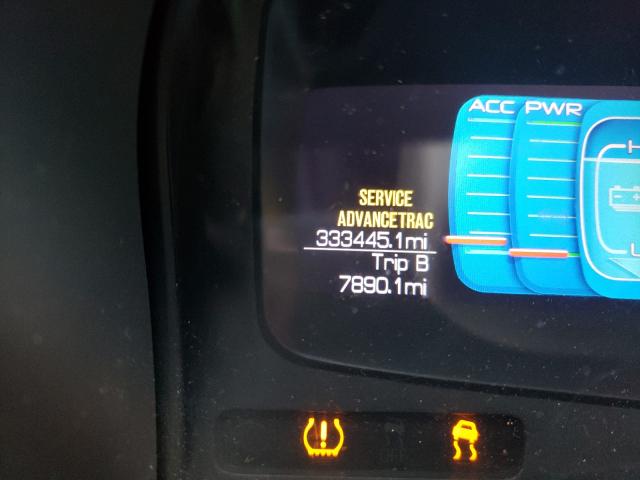 ACC PWR
H
SERVICE
ADVANCETRAC
333445.1mi
Trip B
7890.1mi
L